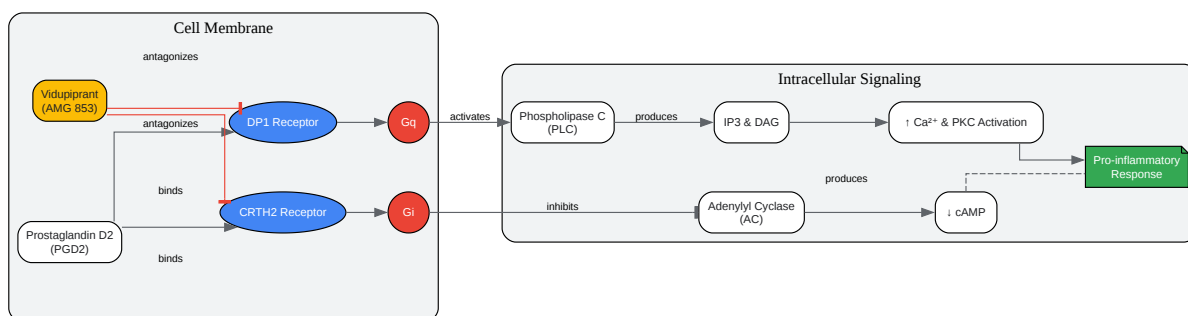 Cell Membrane
antagonizes
Vidupiprant
(AMG 853)
antagonizes
DP1 Receptor
Gq
binds
CRTH2 Receptor
Gi
Prostaglandin D2
(PGD2)
binds
Intracellular Signaling
activates
Phospholipase C
(PLC)
produces
IP3 & DAG
↑ Ca²⁺ & PKC Activation
Pro-inflammatory
Response
produces
inhibits
Adenylyl Cyclase
(AC)
↓ cAMP